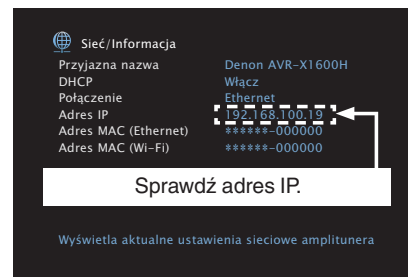 Sieć/Informacja
Przyjazna nazwa Denon AVR-X1600H
DHCP Włącz
Połączenie Ethernet
Adres IP 192.168.100.19
Adres MAC (Ethernet) ******-000000
Adres MAC (Wi-Fi) ******-000000
Sprawdź adres IP.
Wyświetla aktualne ustawienia sieciowe amplitunera